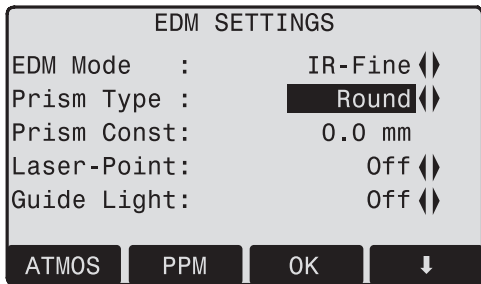 EDM SETTINGS
EDM Mode : IR-Fine
Prism Type : Round
Prism Const: 0.0 mm
Laser-Point: Off
Guide Light: Off
ATMOS PPM OK